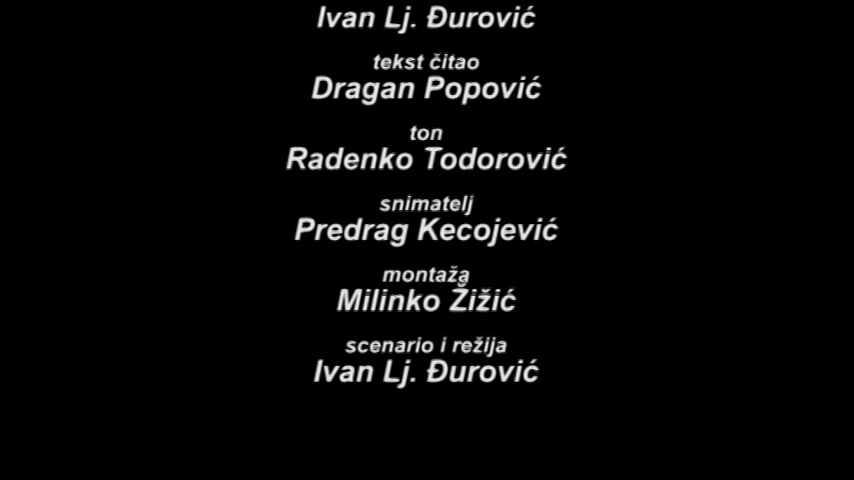 Ivan Lj. Đurović
tekst čitao
Dragan Popović
ton
Radenko Todorović
snimatelj
Predrag Kecojević
montaža
Milinko Žižić
scenario i režija
Ivan Lj. Đurović